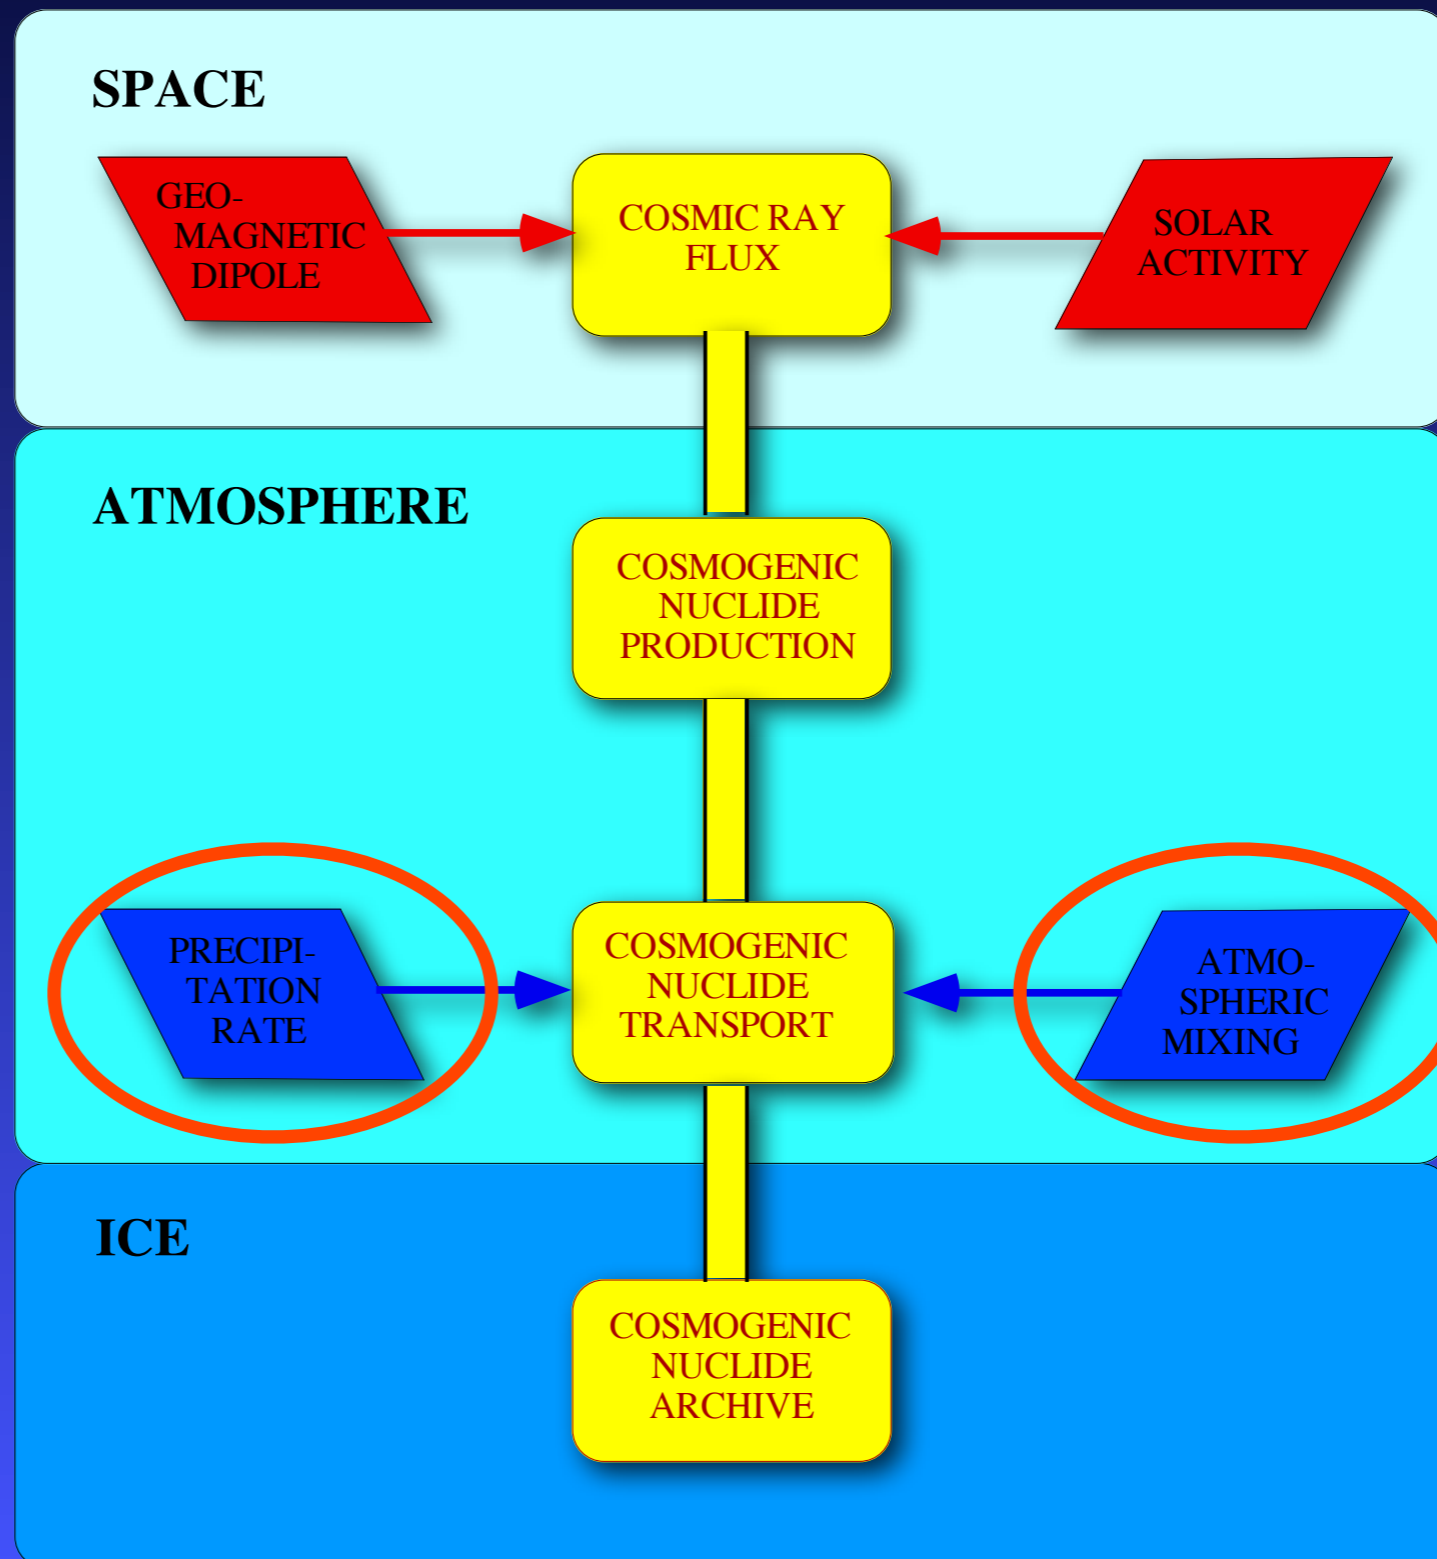 SPACE
GEO-
MAGNETIC
DIPOLE
COSMIC RAY
FLUX
SOLAR
ACTIVITY
ATMOSPHERE
COSMOGENIC
NUCLIDE
PRODUCTION
PRECIPI-
TATION
RATE
COSMOGENIC
NUCLIDE
TRANSPORT
ATMO-
SPHERIC
MIXING
ICE
COSMOGENIC
NUCLIDE
ARCHIVE